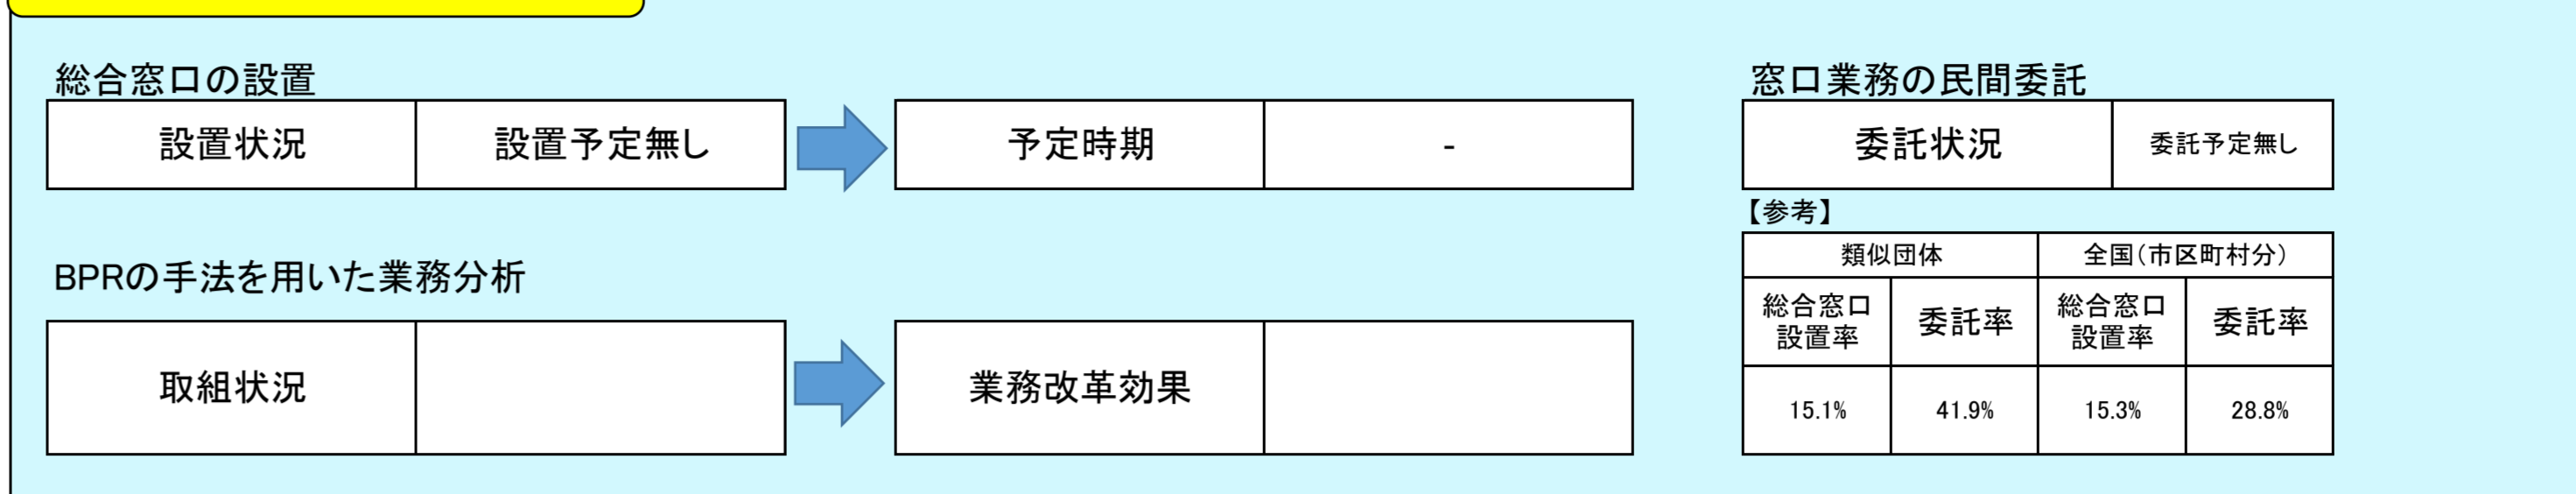 総合窓口の設置
設置状況 設置予定無し 予定時期 -
窓口業務の民間委託
委託状況 委託予定無し
【参考】
類似団体 全国(市区町村分)
総合窓口 設置率 委託率 総合窓口 設置率 委託率
15.1% 41.9% 15.3% 28.8%
BPRの手法を用いた業務分析
取組状況 業務改革効果